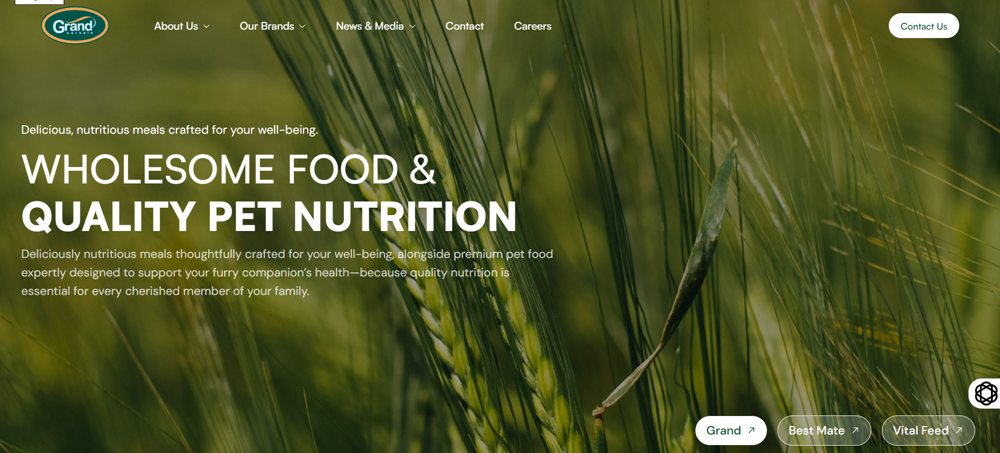 Grand
cereals
About Us
Our Brands
News & Media
Contact
Careers
Contact Us
Delicious, nutritious meals crafted for your well-being.
WHOLESOME FOOD &
QUALITY PET NUTRITION
Deliciously nutritious meals thoughtfully crafted for your well-being, alongside premium pet food
expertly designed to support your furry companion’s health—because quality nutrition is
essential for every cherished member of your family.
Grand
Best Mate
Vital Feed